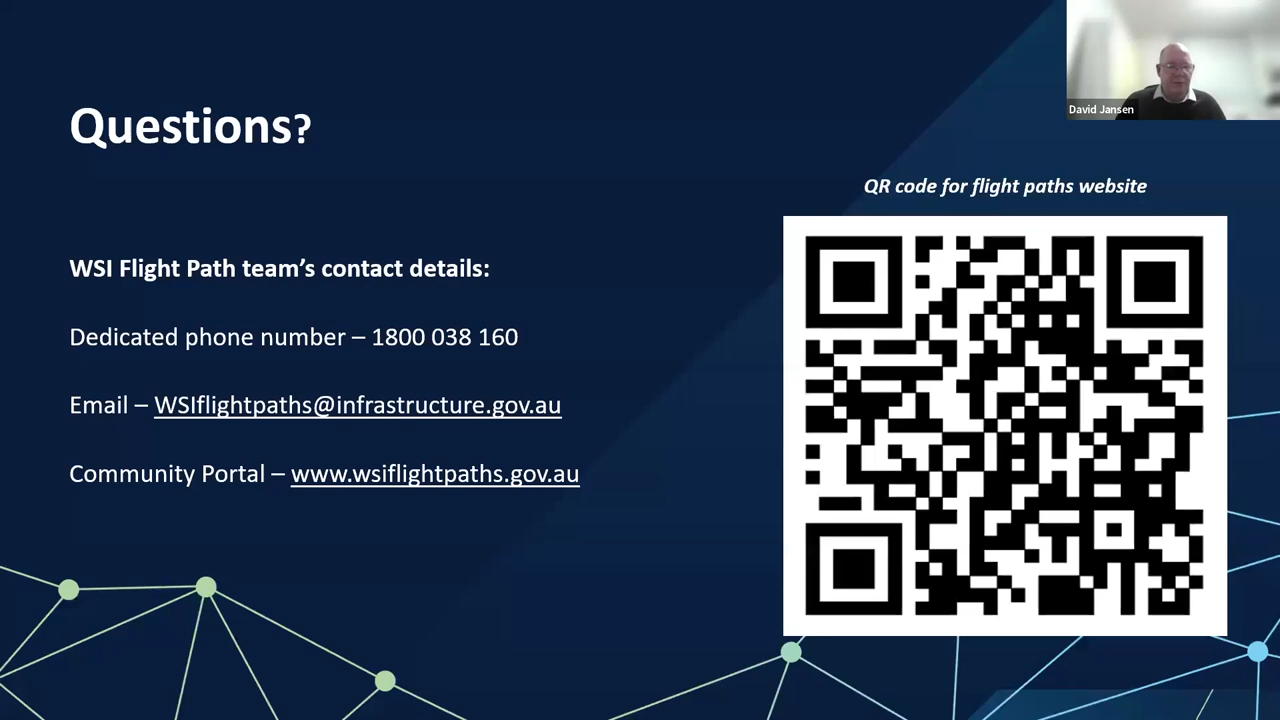 David Jansen
Questions?
QR code for flight paths website
WSI Flight Path team’s contact details:
Dedicated phone number – 1800 038 160
Email – WSIflightpaths@infrastructure.gov.au
Community Portal – www.wsiflightpaths.gov.au